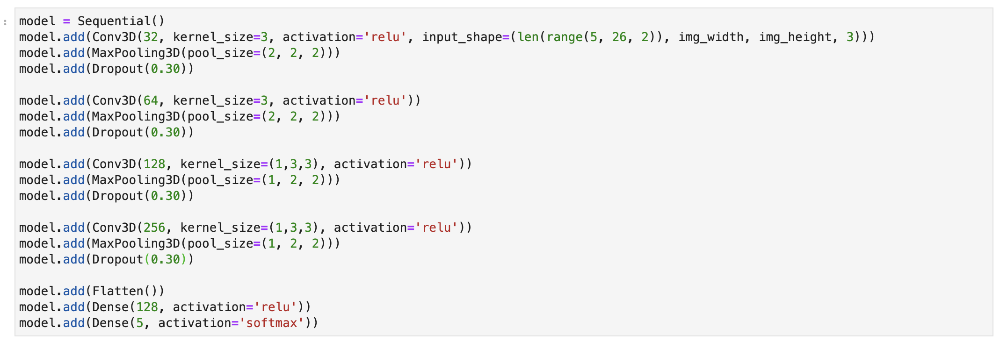 model = Sequential()
model.add(Conv3D(32, kernel_size=3, activation='relu', input_shape=(len(range(5, 26, 2)), img_width, img_height, 3)))
model.add(MaxPooling3D(pool_size=(2, 2, 2)))
model.add(Dropout(0.30))

model.add(Conv3D(64, kernel_size=3, activation='relu'))
model.add(MaxPooling3D(pool_size=(2, 2, 2)))
model.add(Dropout(0.30))

model.add(Conv3D(128, kernel_size=(1,3,3), activation='relu'))
model.add(MaxPooling3D(pool_size=(1, 2, 2)))
model.add(Dropout(0.30))

model.add(Conv3D(256, kernel_size=(1,3,3), activation='relu'))
model.add(MaxPooling3D(pool_size=(1, 2, 2)))
model.add(Dropout(0.30))

model.add(Flatten())
model.add(Dense(128, activation='relu'))
model.add(Dense(5, activation='softmax'))